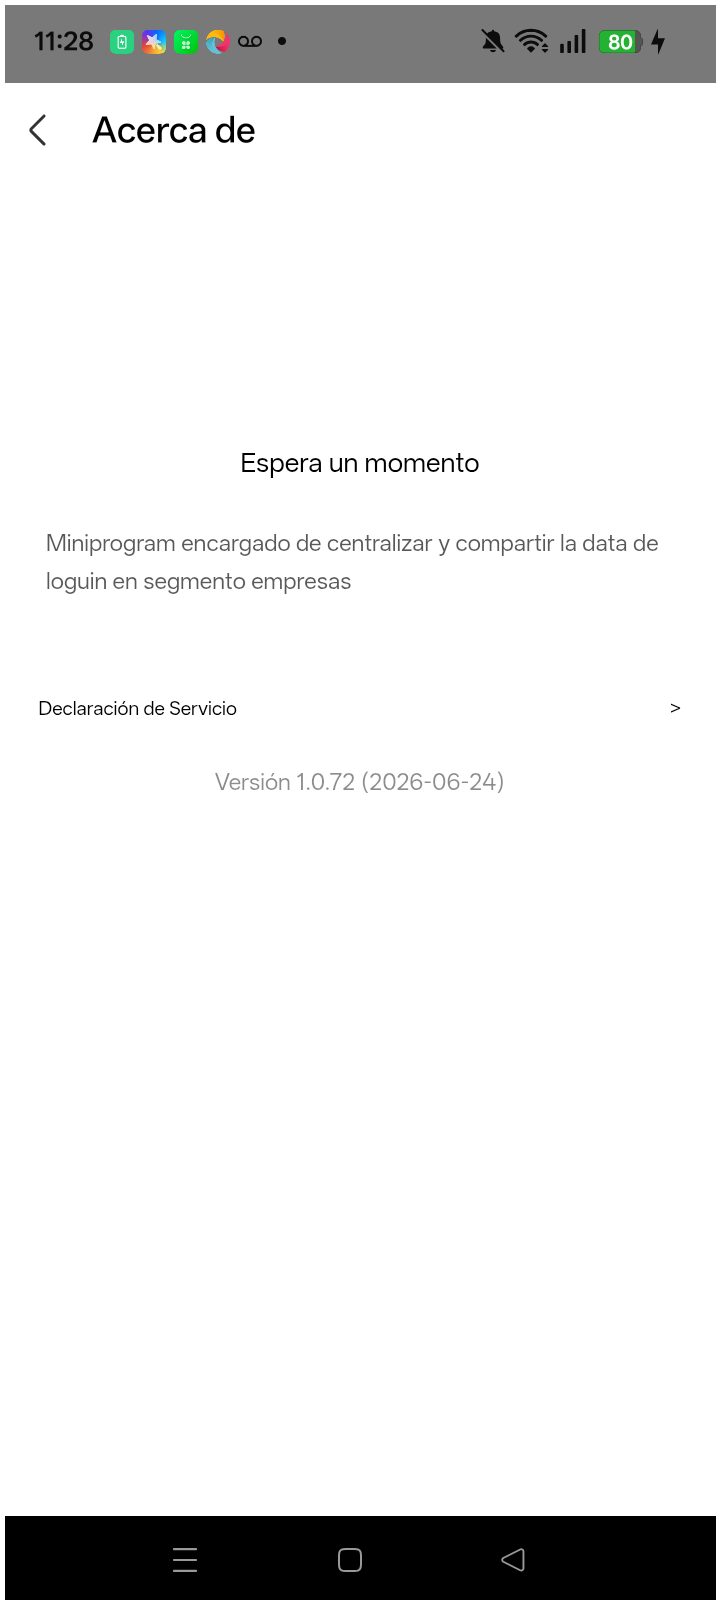 11:28
80
Acerca de
Espera un momento
Miniprogram encargado de centralizar y compartir la data de
loguin en segmento empresas
Declaración de Servicio >
Versión 1.0.72 (2026-06-24)